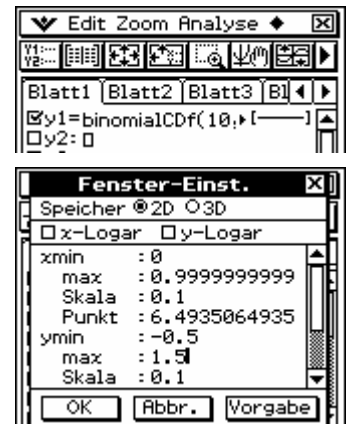 Edit Zoom Analyse
Blatt1 Blatt2 Blatt3 Bl
y1=binomialCDf(10,
y2:
Fenster-Einst.
Speicher 2D 3D
x-Logar y-Logar
xmin :0
max :0.9999999999
Skala :0.1
Punkt :6.4935064935
ymin :-0.5
max :1.5
Skala :0.1
OK Abbr. Vorgabe